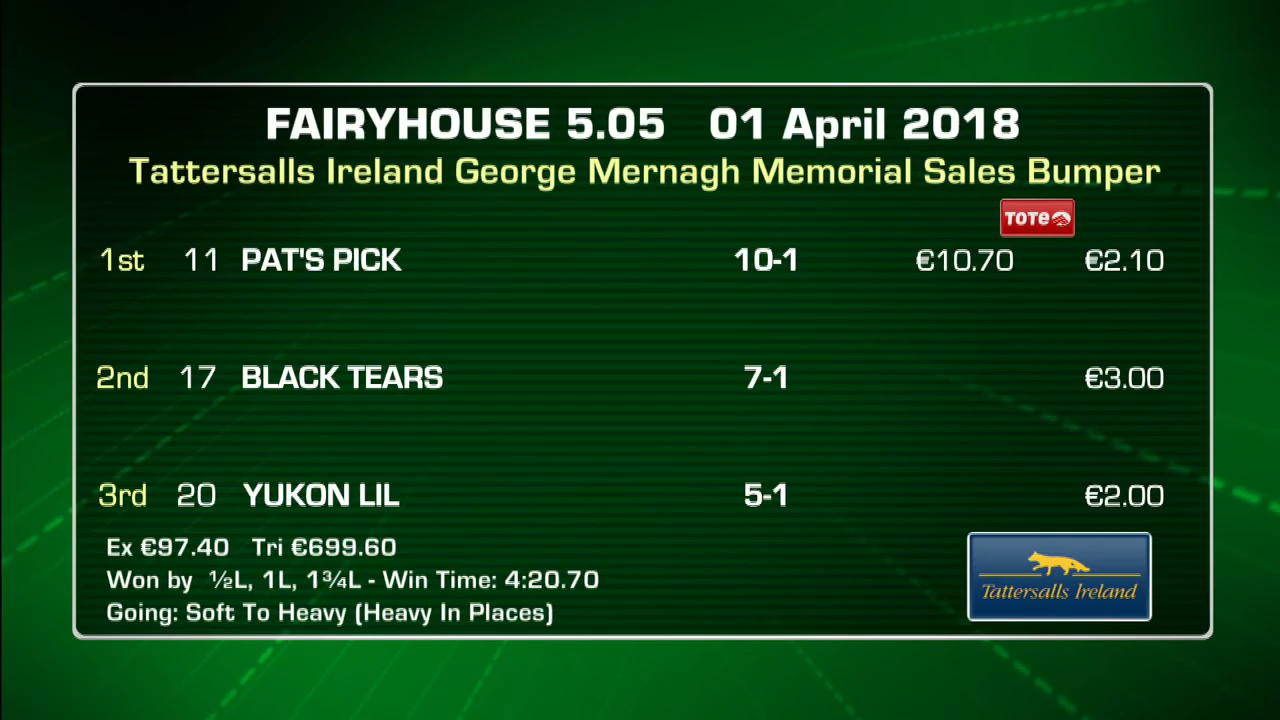 FAIRYHOUSE 5.05 01 April 2018
Tattersalls Ireland George Mernagh Memorial Sales Bumper
TOTE
1st 11 PAT'S PICK 10-1 €10.70 €2.10
2nd 17 BLACK TEARS 7-1 €3.00
3rd 20 YUKON LIL 5-1 €2.00
Ex €97.40 Tri €699.60
Won by ½L, 1L, 1¾L - Win Time: 4:20.70
Going: Soft To Heavy (Heavy In Places)
Tattersalls Ireland